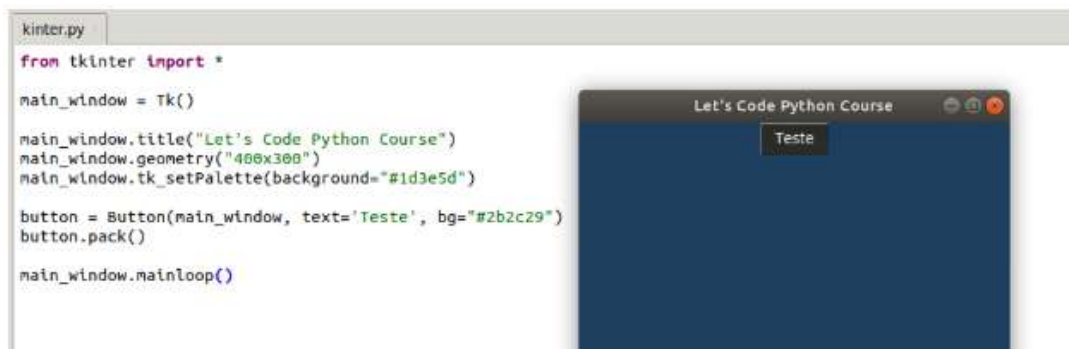 kinter.py
from tkinter import *
main_window = Tk()
main_window.title("Let's Code Python Course")
main_window.geometry("400x300")
main_window.tk_setPalette(background="#1d3e5d")
button = Button(main_window, text='Teste', bg="#2b2c29")
button.pack()
main_window.mainloop()
Let's Code Python Course
Teste